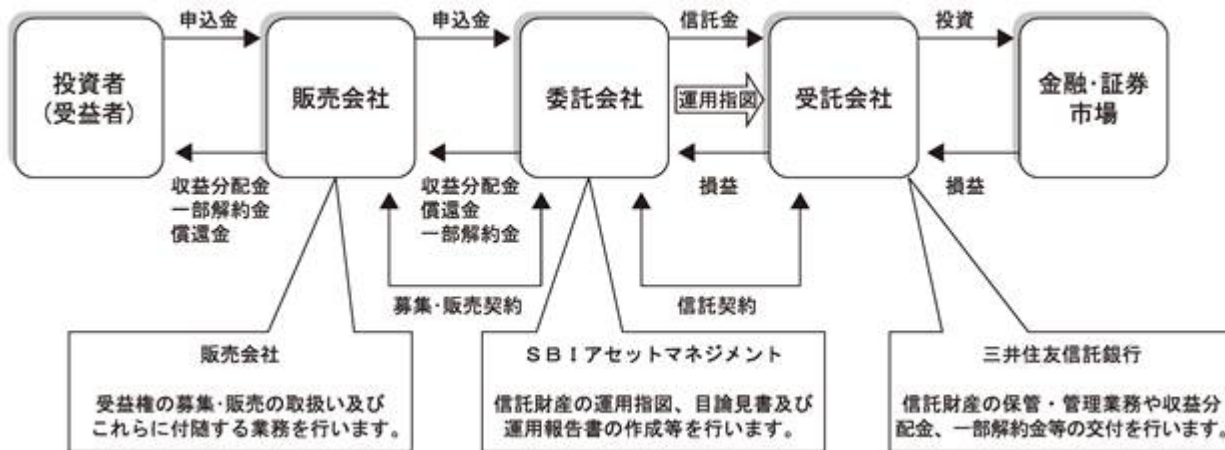 申込金
申込金
信託金
投資
投資者
(受益者)
販売会社
委託会社
運用指図
受託会社
金融・証券
市場
収益分配金
一部解約金
償還金
収益分配金
償還金
一部解約金
損益
損益
募集・販売契約
信託契約
販売会社
受益権の募集・販売の取扱い及び
これらに付随する業務を行います。
SBIアセットマネジメント
信託財産の運用指図、目論見書及び
運用報告書の作成等を行います。
三井住友信託銀行
信託財産の保管・管理業務や収益分
配金、一部解約金等の交付を行います。